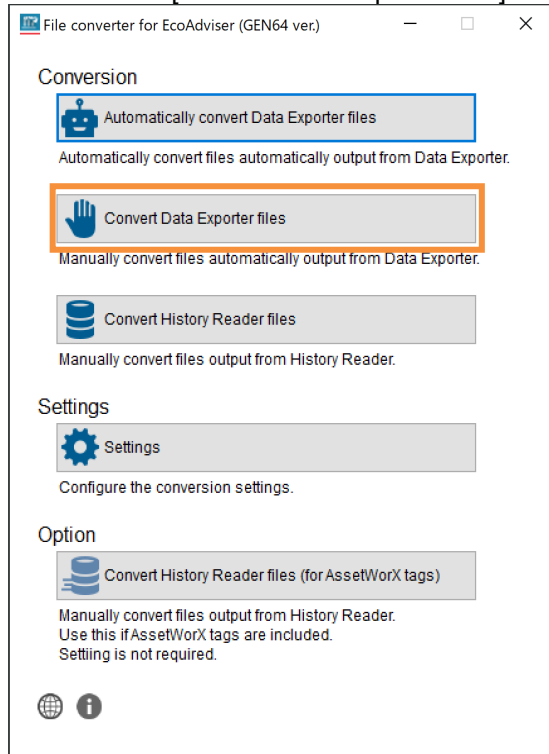 File converter for EcoAdviser (GEN64 ver.)
Conversion
Automatically convert Data Exporter files
Automatically convert files automatically output from Data Exporter.
Convert Data Exporter files
Manually convert files automatically output from Data Exporter.
Convert History Reader files
Manually convert files output from History Reader.
Settings
Settings
Configure the conversion settings.
Option
Convert History Reader files (for AssetWorX tags)
Manually convert files output from History Reader.
Use this if AssetWorX tags are included.
Settiing is not required.